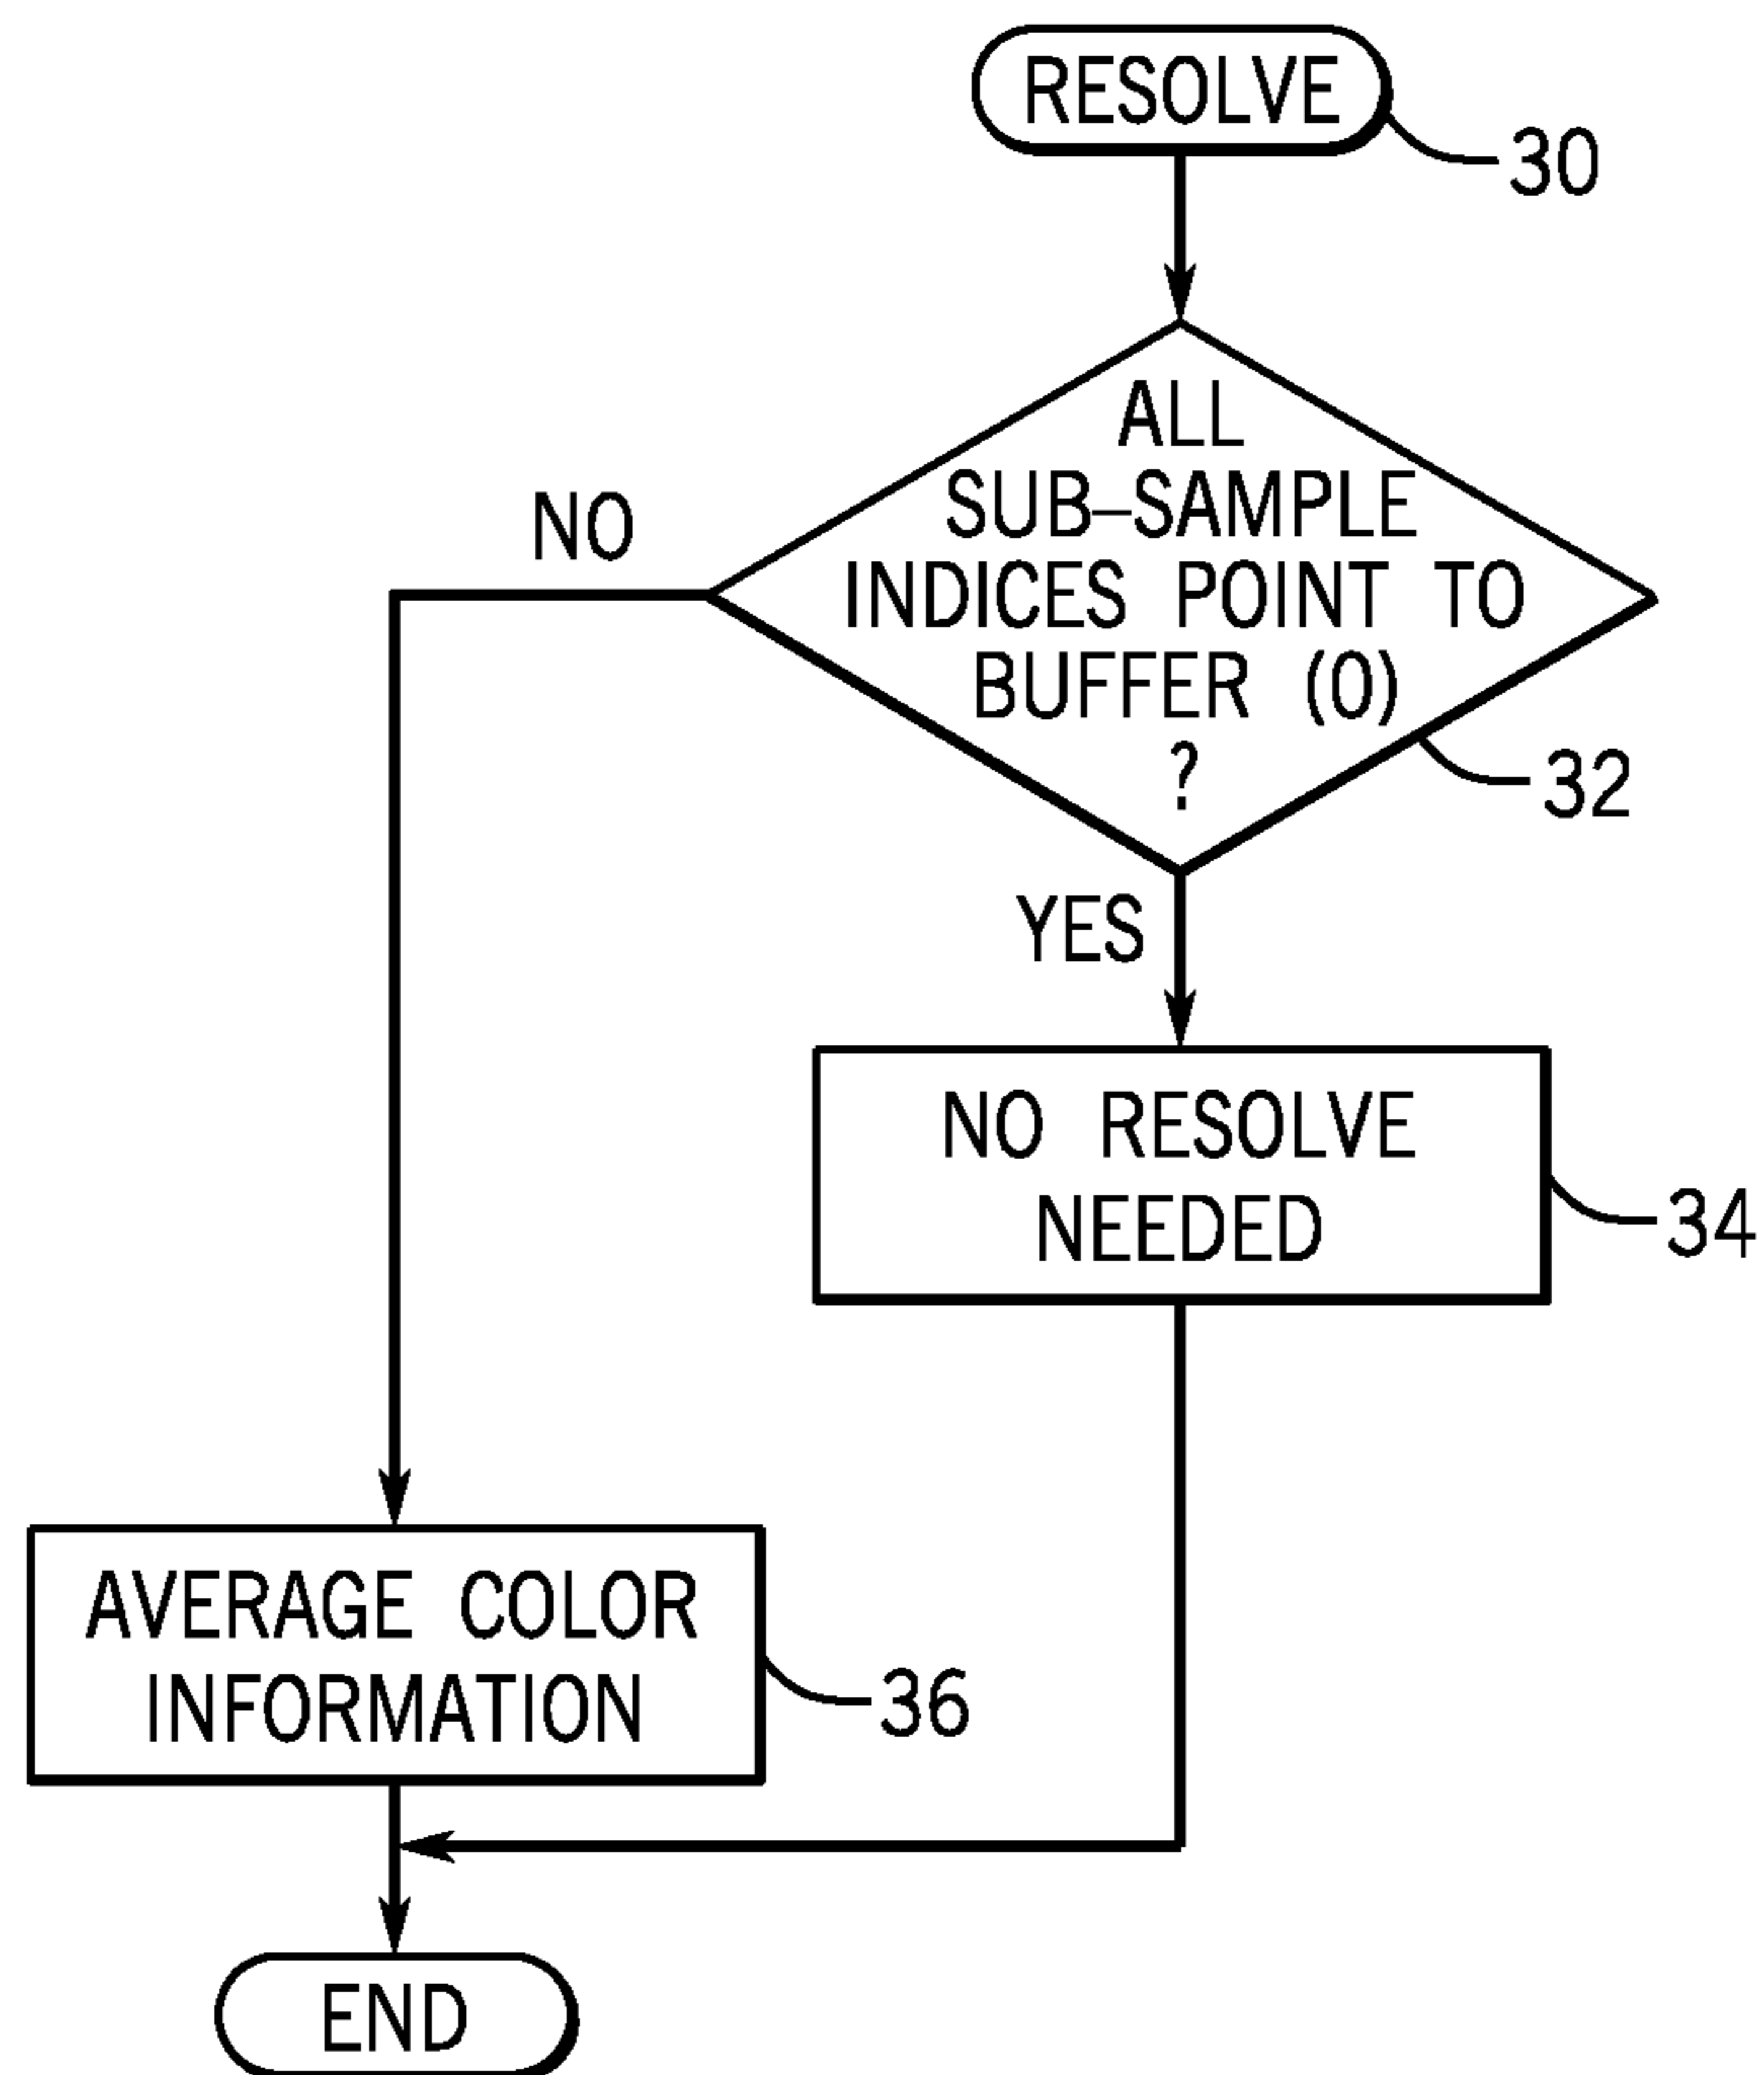 RESOLVE
30
ALL
SUB–SAMPLE
INDICES POINT TO
BUFFER (0)
?
32
NO
YES
NO RESOLVE
NEEDED
34
AVERAGE COLOR
INFORMATION
36
END